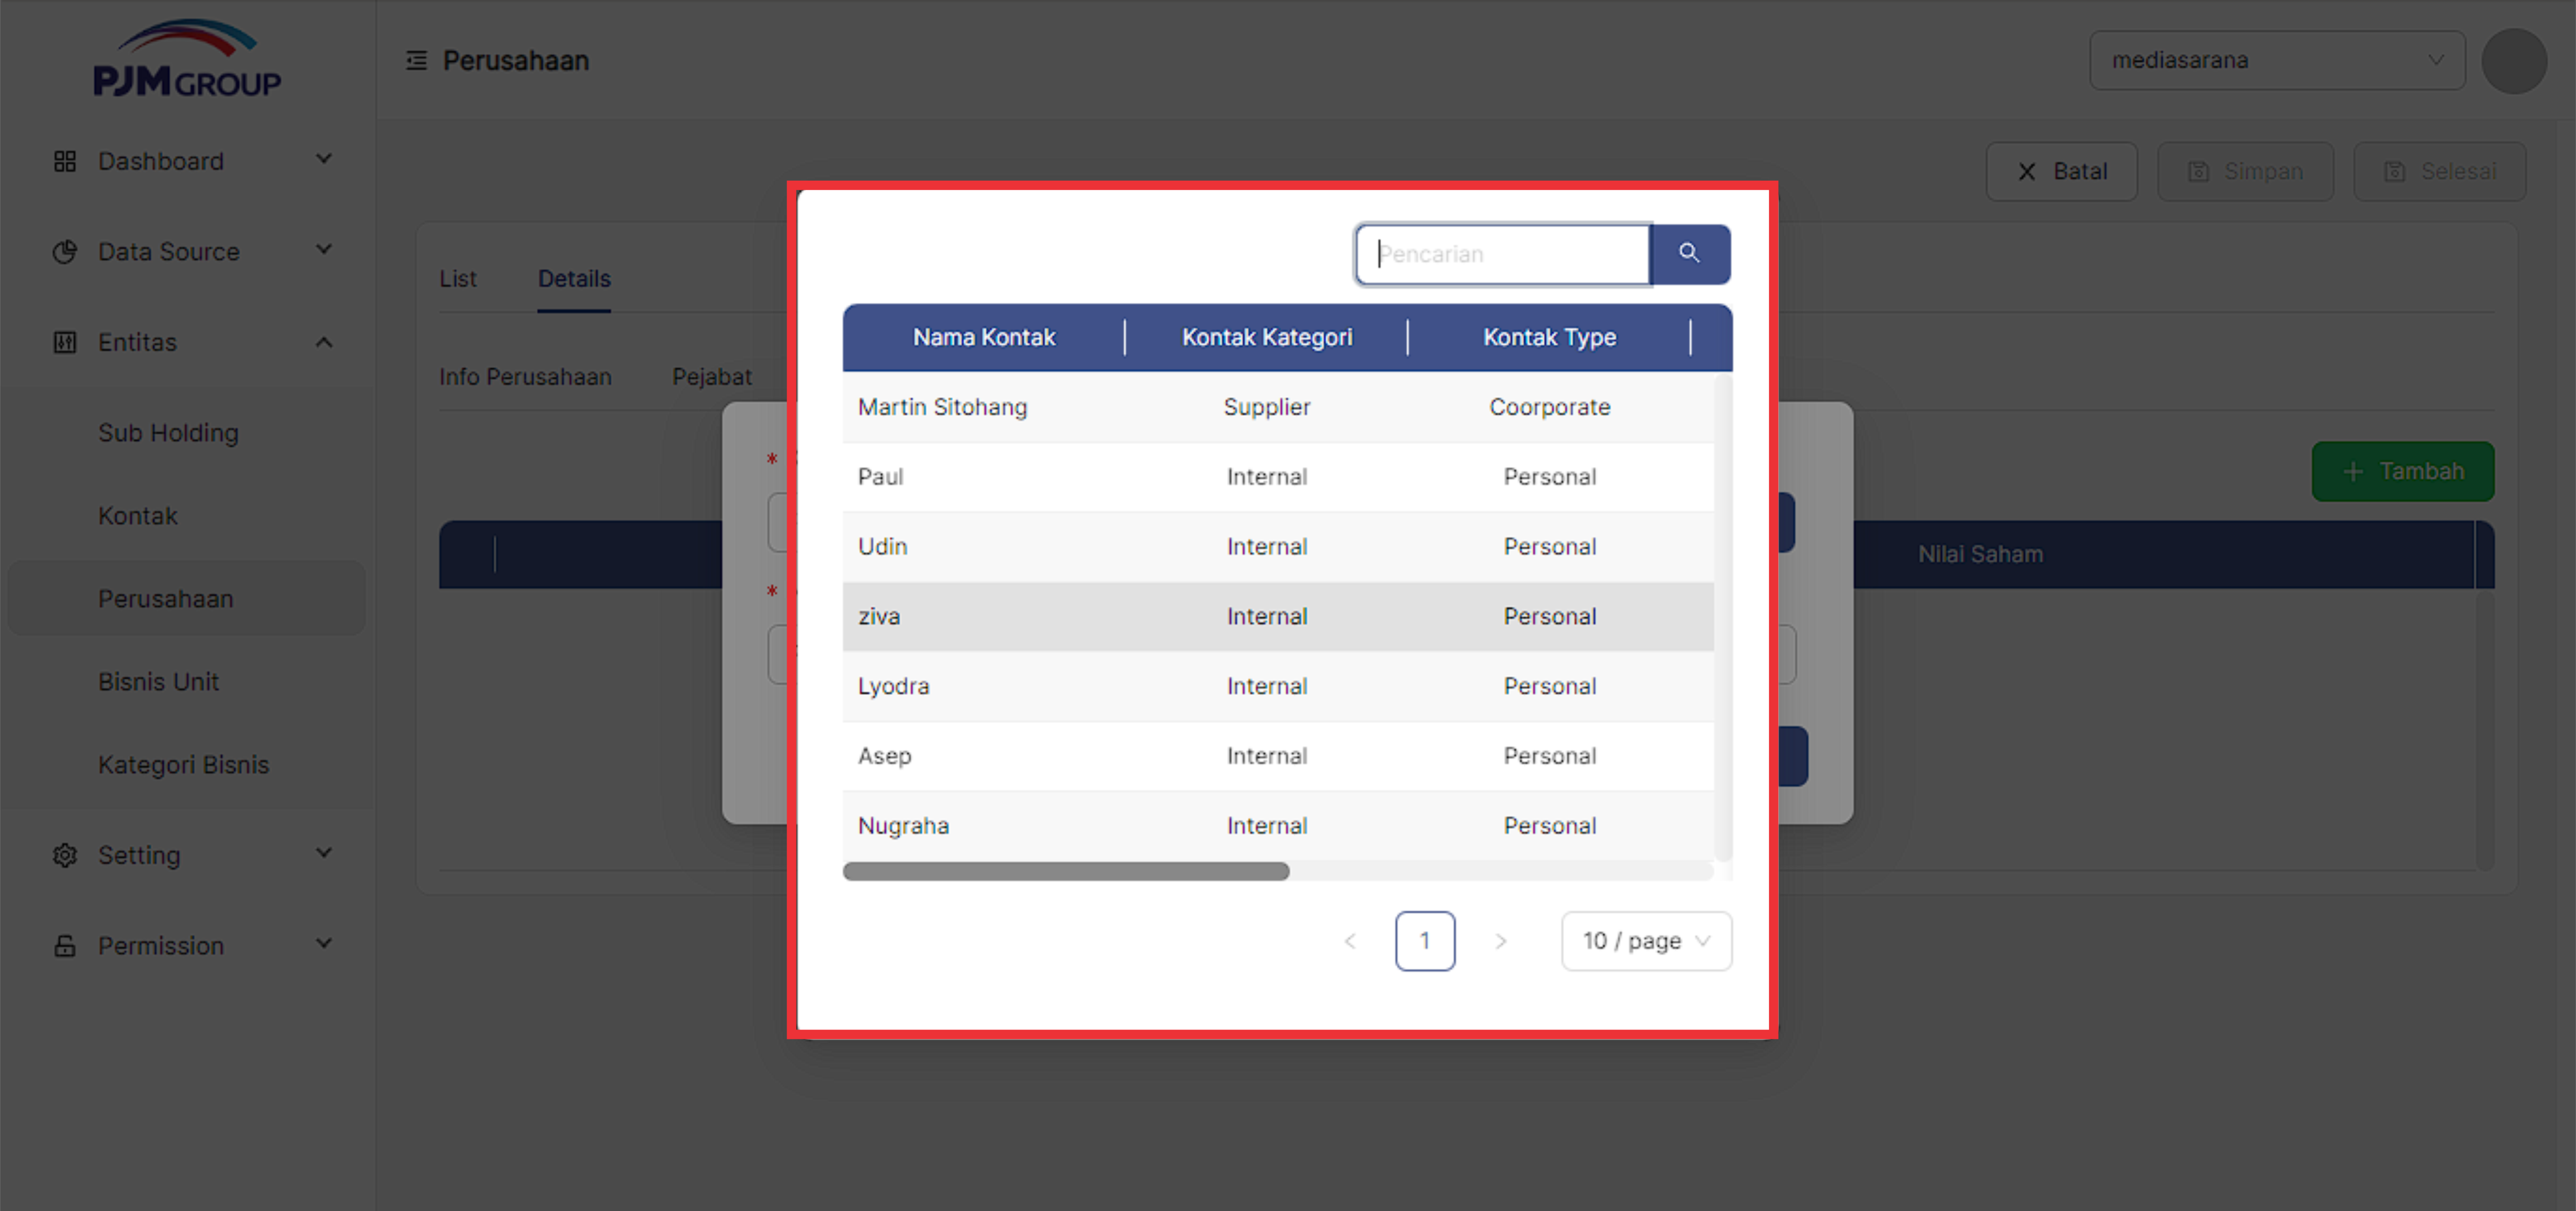 PJM GROUP
Perusahaan
mediasarana
Dashboard
Data Source
Entitas
Sub Holding
Kontak
Perusahaan
Bisnis Unit
Kategori Bisnis
Setting
Permission
Batal
Simpan
Selesai
List
Details
Info Perusahaan
Pejabat
*
*
+ Tambah
Nilai Saham
Pencarian
Nama Kontak Kontak Kategori Kontak Type
Martin Sitohang Supplier Coorporate
Paul Internal Personal
Udin Internal Personal
ziva Internal Personal
Lyodra Internal Personal
Asep Internal Personal
Nugraha Internal Personal
< 1 > 10 / page